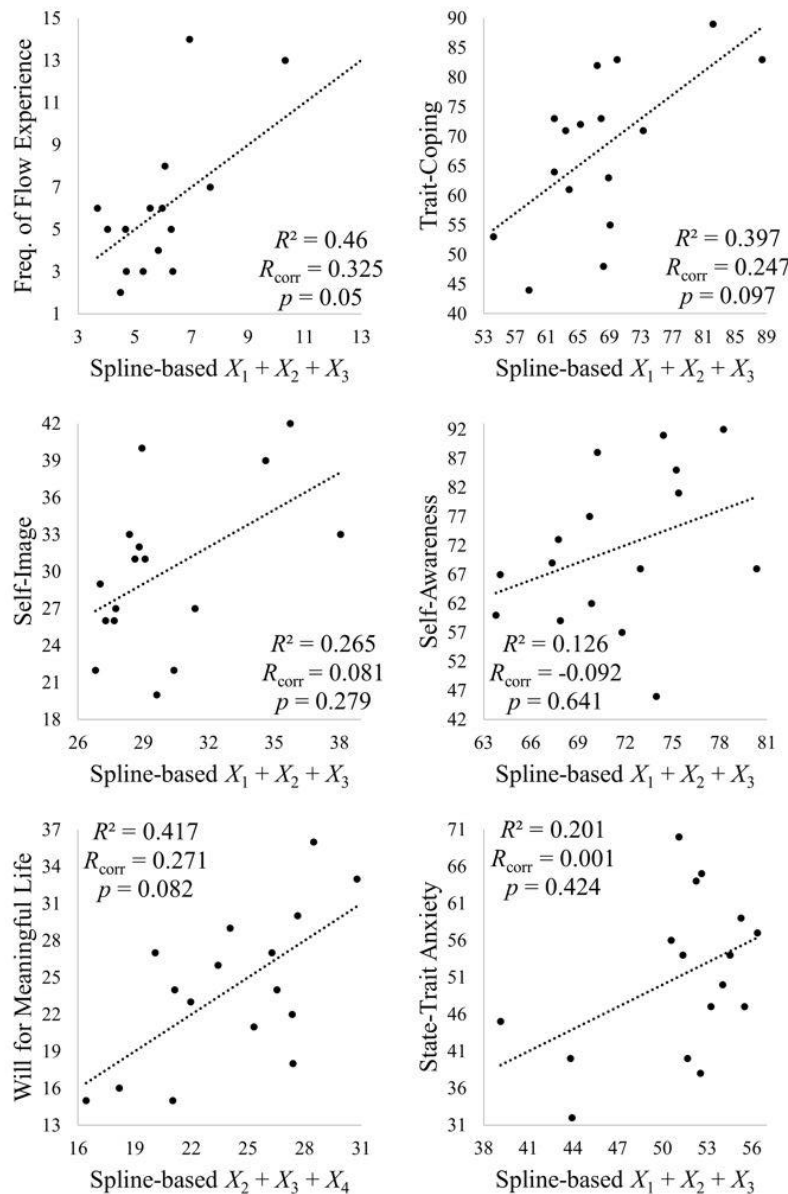 15
13
11
9
7
5
3
1
Freq. of Flow Experience
R² = 0.46
R_corr = 0.325
p = 0.05
3 5 7 9 11 13
Spline-based X₁ + X₂ + X₃
90
85
80
75
70
65
60
55
50
45
40
Trait-Coping
R² = 0.397
R_corr = 0.247
p = 0.097
53 57 61 65 69 73 77 81 85 89
Spline-based X₁ + X₂ + X₃
42
39
36
33
30
27
24
21
18
Self-Image
R² = 0.265
R_corr = 0.081
p = 0.279
26 29 32 35 38
Spline-based X₁ + X₂ + X₃
92
87
82
77
72
67
62
57
52
47
42
Self-Awareness
R² = 0.126
R_corr = -0.092
p = 0.641
63 66 69 72 75 78 81
Spline-based X₁ + X₂ + X₃
37
34
31
28
25
22
19
16
13
Will for Meaningful Life
R² = 0.417
R_corr = 0.271
p = 0.082
16 19 22 25 28 31
Spline-based X₂ + X₃ + X₄
71
66
61
56
51
46
41
36
31
State-Trait Anxiety
R² = 0.201
R_corr = 0.001
p = 0.424
38 41 44 47 50 53 56
Spline-based X₁ + X₂ + X₃